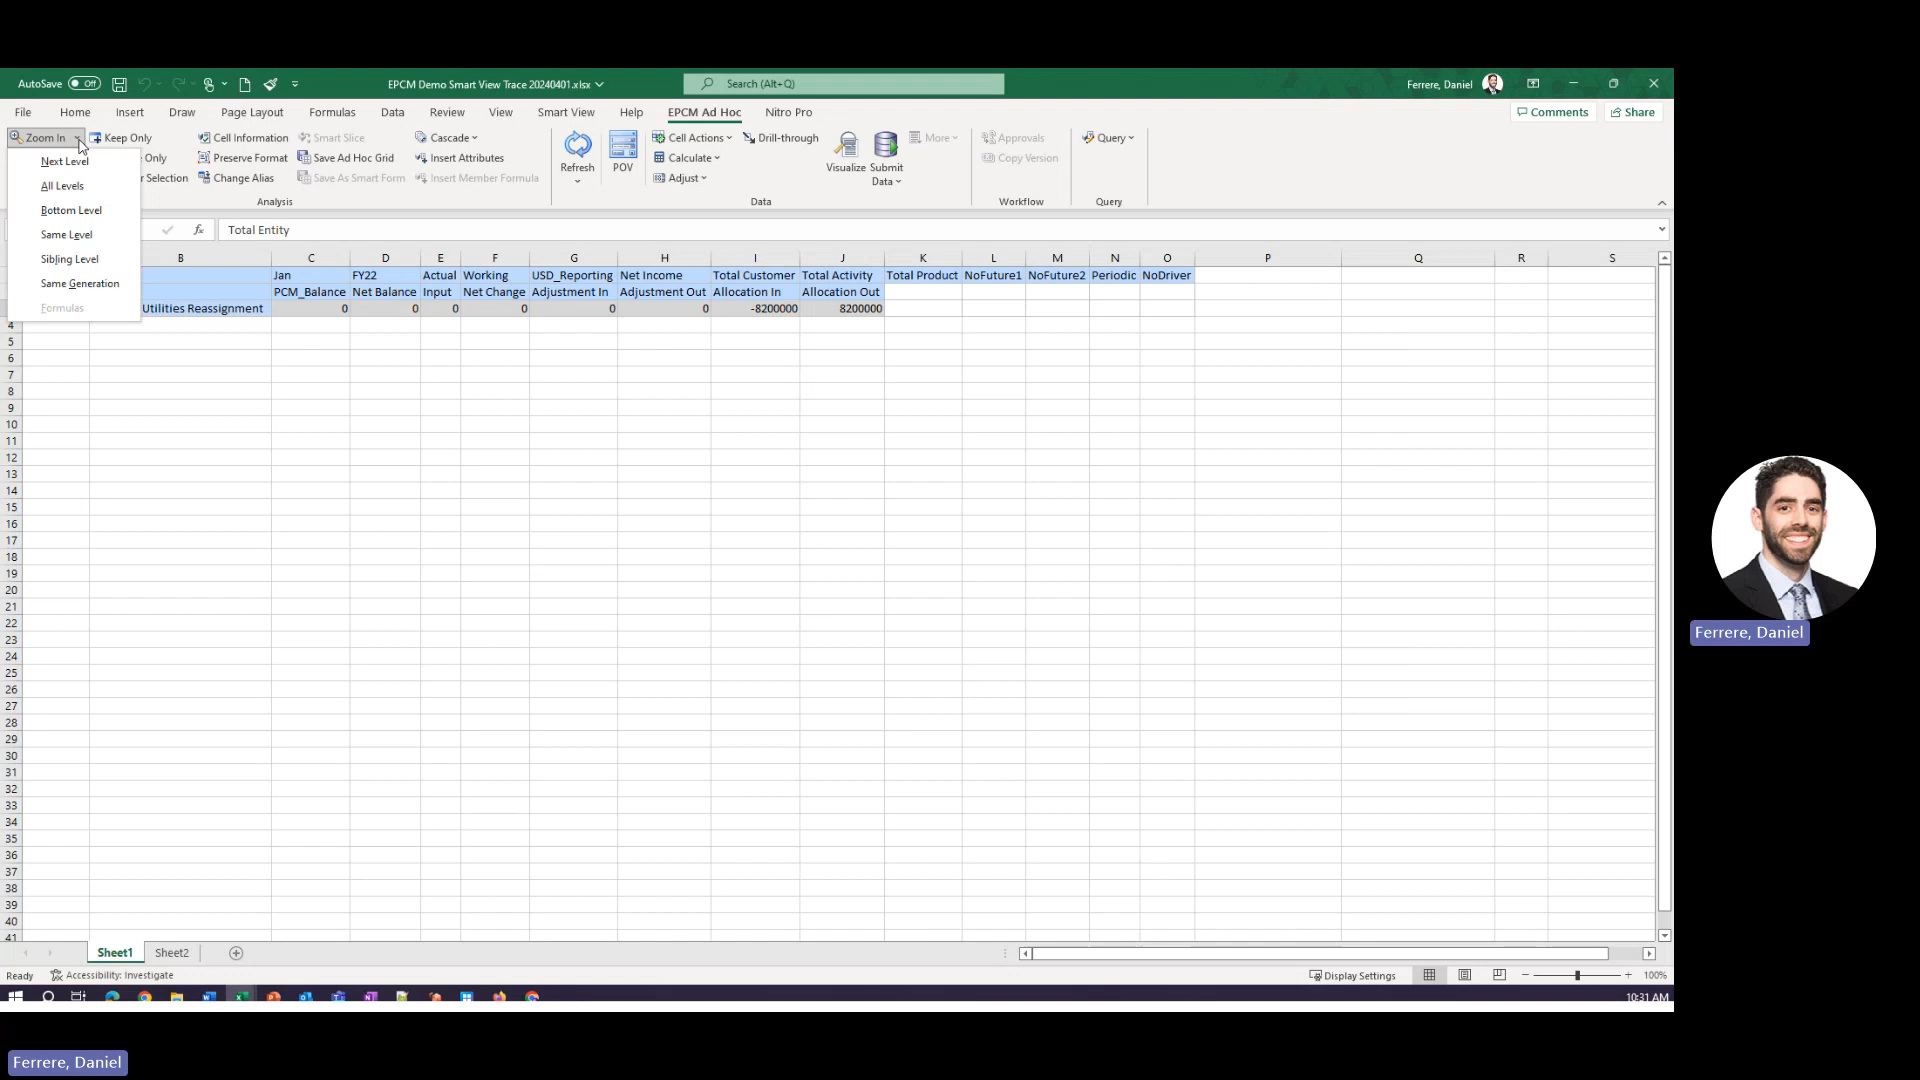 AutoSave Off EPCM Demo Smart View Trace 20240401.xlsx Search (Alt+Q) Ferrere, Daniel
File Home Insert Draw Page Layout Formulas Data Review View Smart View Help EPCM Ad Hoc Nitro Pro Comments Share
Zoom In Keep Only Cell Information Smart Slice Cascade Refresh POV Cell Actions Drill-through Visualize Submit Data More Approvals Query
Only Preserve Format Save Ad Hoc Grid Insert Attributes Calculate Copy Version
Selection Change Alias Save As Smart Form Insert Member Formula Adjust
Analysis Data Workflow Query
Next Level
All Levels
Bottom Level
Same Level
Sibling Level
Same Generation
Formulas
fx Total Entity
B C D E F G H I J K L M N O P Q R S
Jan FY22 Actual Working USD_Reporting Net Income Total Customer Total Activity Total Product NoFuture1 NoFuture2 Periodic NoDriver
PCM_Balance Net Balance Input Net Change Adjustment In Adjustment Out Allocation In Allocation Out
Utilities Reassignment 0 0 0 0 0 0 -8200000 8200000
4
5
6
7
8
9
10
11
12
13
14
15
16
17
18
19
20
21
22
23
24
25
26
27
28
29
30
31
32
33
34
35
36
37
38
39
40
41
Sheet1 Sheet2
Ready Accessibility: Investigate Display Settings 100%
10:31 AM
Ferrere, Daniel
Ferrere, Daniel